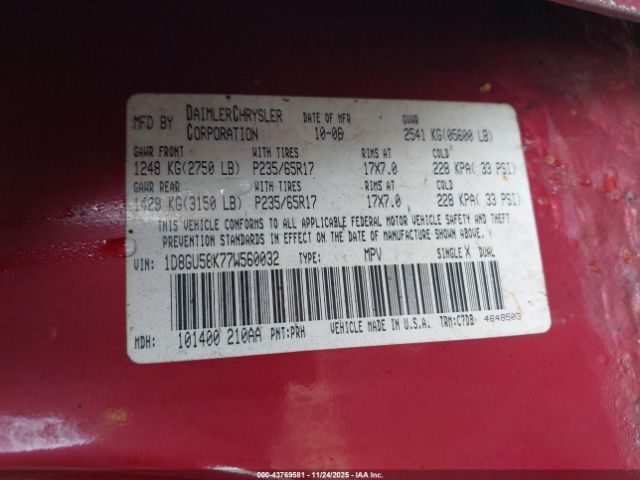 MFD BY DAIMLERCHRYSLER CORPORATION DATE OF MFR 10-06 GVWR 2541 KG(05600 LB)
GAWR FRONT WITH TIRES RIMS AT COLD
1248 KG(2750 LB) P235/65R17 17X7.0 228 KPA( 33 PSI)
GAWR REAR WITH TIRES RIMS AT COLD
1429 KG(3150 LB) P235/65R17 17X7.0 228 KPA( 33 PSI)
THIS VEHICLE CONFORMS TO ALL APPLICABLE FEDERAL MOTOR VEHICLE SAFETY AND THEFT
PREVENTION STANDARDS IN EFFECT ON THE DATE OF MANUFACTURE SHOWN ABOVE.
VIN: 1D8GU58K77W560032 TYPE: MPV SINGLE X DUAL
MDH: 101400 210AA PNT:PRH VEHICLE MADE IN U.S.A. TRM:C7DB 4648503
000-43769581 - 11/24/2025 - IAAI.COM